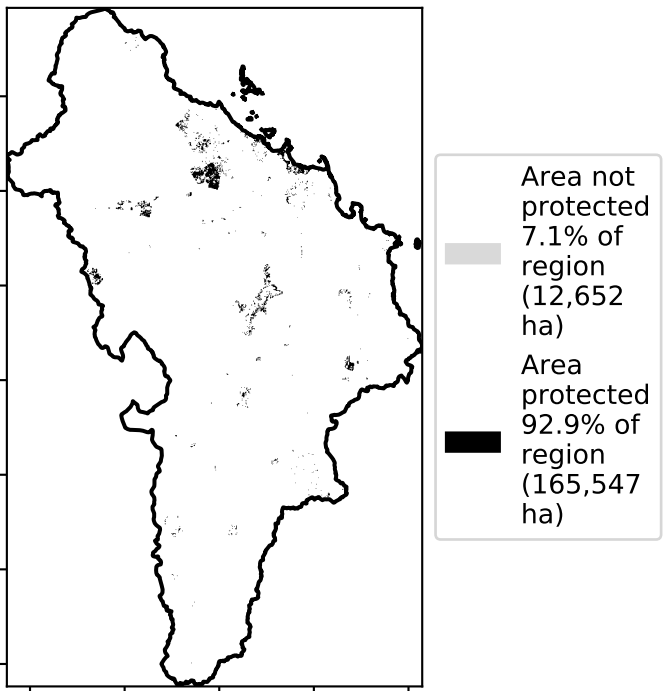 Area not
protected
7.1% of
region
(12,652
ha)
Area
protected
92.9% of
region
(165,547
ha)